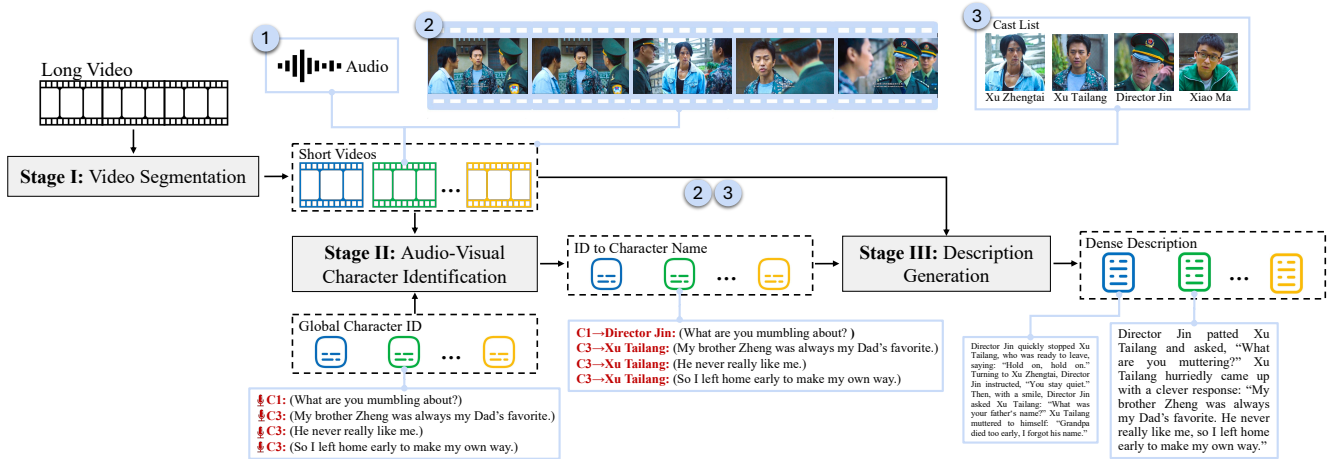 1
Audio
2
3
Cast List
Xu Zhengtai
Xu Tailang
Director Jin
Xiao Ma
Long Video
Stage I: Video Segmentation
Short Videos
...
2 3
Stage II: Audio-Visual
Character Identification
ID to Character Name
...
Stage III: Description
Generation
Dense Description
...
Global Character ID
...
C1→Director Jin: (What are you mumbling about? )
C3→Xu Tailang: (My brother Zheng was always my Dad's favorite.)
C3→Xu Tailang: (He never really like me.)
C3→Xu Tailang: (So I left home early to make my own way.)
C1: (What are you mumbling about?)
C3: (My brother Zheng was always my Dad's favorite.)
C3: (He never really like me.)
C3: (So I left home early to make my own way.)
Director Jin quickly stopped Xu
Tailang, who was ready to leave,
saying: “Hold on, hold on.”
Turning to Xu Zhengtai, Director
Jin instructed, “You stay quiet.”
Then, with a smile, Director Jin
asked Xu Tailang: “What was
your father's name?” Xu Tailang
muttered to himself: “Grandpa
died too early, I forgot his name.”
Director Jin patted Xu
Tailang and asked, “What
are you muttering?” Xu
Tailang hurriedly came up
with a clever response: “My
brother Zheng was always
my Dad's favorite. He never
really like me, so I left home
early to make my own way.”